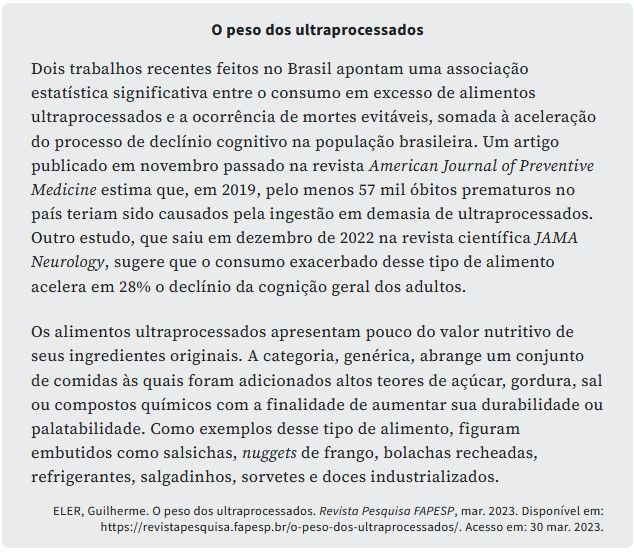 O peso dos ultraprocessados
Dois trabalhos recentes feitos no Brasil apontam uma associação
estatística significativa entre o consumo em excesso de alimentos
ultraprocessados e a ocorrência de mortes evitáveis, somada à aceleração
do processo de declínio cognitivo na população brasileira. Um artigo
publicado em novembro passado na revista American Journal of Preventive
Medicine estima que, em 2019, pelo menos 57 mil óbitos prematuros no
país teriam sido causados pela ingestão em demasia de ultraprocessados.
Outro estudo, que saiu em dezembro de 2022 na revista científica JAMA
Neurology, sugere que o consumo exacerbado desse tipo de alimento
acelera em 28% o declínio da cognição geral dos adultos.
Os alimentos ultraprocessados apresentam pouco do valor nutritivo de
seus ingredientes originais. A categoria, genérica, abrange um conjunto
de comidas às quais foram adicionados altos teores de açúcar, gordura, sal
ou compostos químicos com a finalidade de aumentar sua durabilidade ou
palatabilidade. Como exemplos desse tipo de alimento, figuram
embutidos como salsichas, nuggets de frango, bolachas recheadas,
refrigerantes, salgadinhos, sorvetes e doces industrializados.
ELER, Guilherme. O peso dos ultraprocessados. Revista Pesquisa FAPESP, mar. 2023. Disponível em:
https://revistapesquisa.fapesp.br/o-peso-dos-ultraprocessados/. Acesso em: 30 mar. 2023.